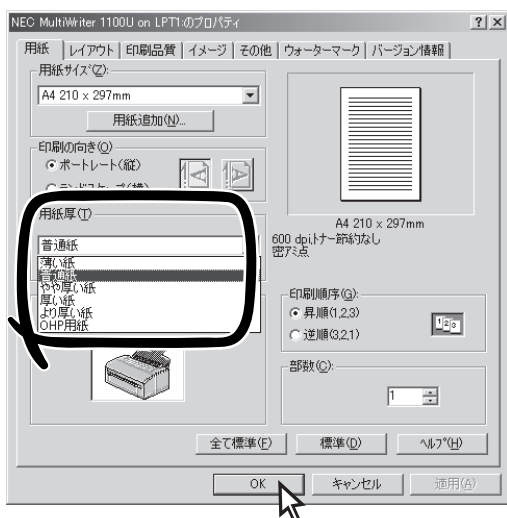 NEC MultiWriter 1100U on LPT1:のプロパティ
用紙 レイアウト 印刷品質 イメージ その他 ウォーターマーク バージョン情報
用紙サイズ(Z):
A4 210 x 297mm
用紙追加(N)...
印刷の向き(O)
ポートレート(縦)
用紙厚(T)
普通紙
薄い紙
普通紙
やや厚い紙
厚い紙
より厚い紙
OHP用紙
A4 210 x 297mm
600 dpi,トナー節約なし
密アミ点
印刷順序(G):
昇順(1,2,3)
逆順(3,2,1)
部数(C):
1
全て標準(F) 標準(D) ヘルプ(H)
OK キャンセル 適用(A)